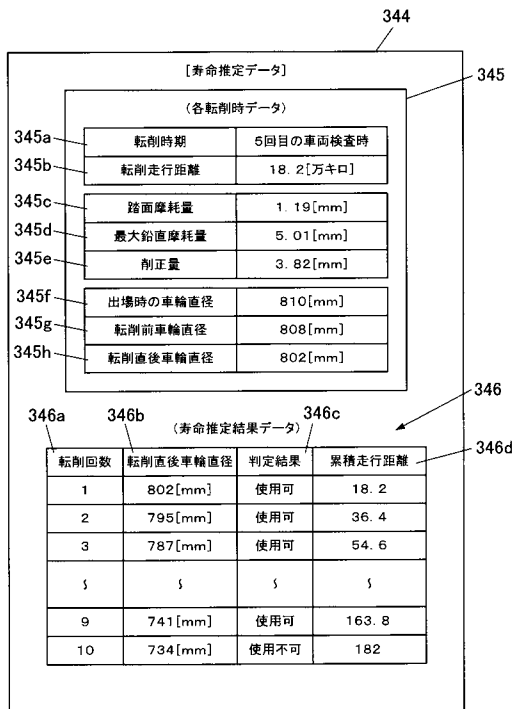 344
[寿命推定データ]
345
(各転削時データ)
345a 転削時期 5回目の車両検査時
345b 転削走行距離 18.2[万キロ]
345c 踏面摩耗量 1.19[mm]
345d 最大鉛直摩耗量 5.01[mm]
345e 削正量 3.82[mm]
345f 出場時の車輪直径 810[mm]
345g 転削前車輪直径 808[mm]
345h 転削直後車輪直径 802[mm]
346
346a 346b 346c
(寿命推定結果データ)
346d
転削回数 転削直後車輪直径 判定結果 累積走行距離
1 802[mm] 使用可 18.2
2 795[mm] 使用可 36.4
3 787[mm] 使用可 54.6
~ ~ ~ ~
9 741[mm] 使用可 163.8
10 734[mm] 使用不可 182